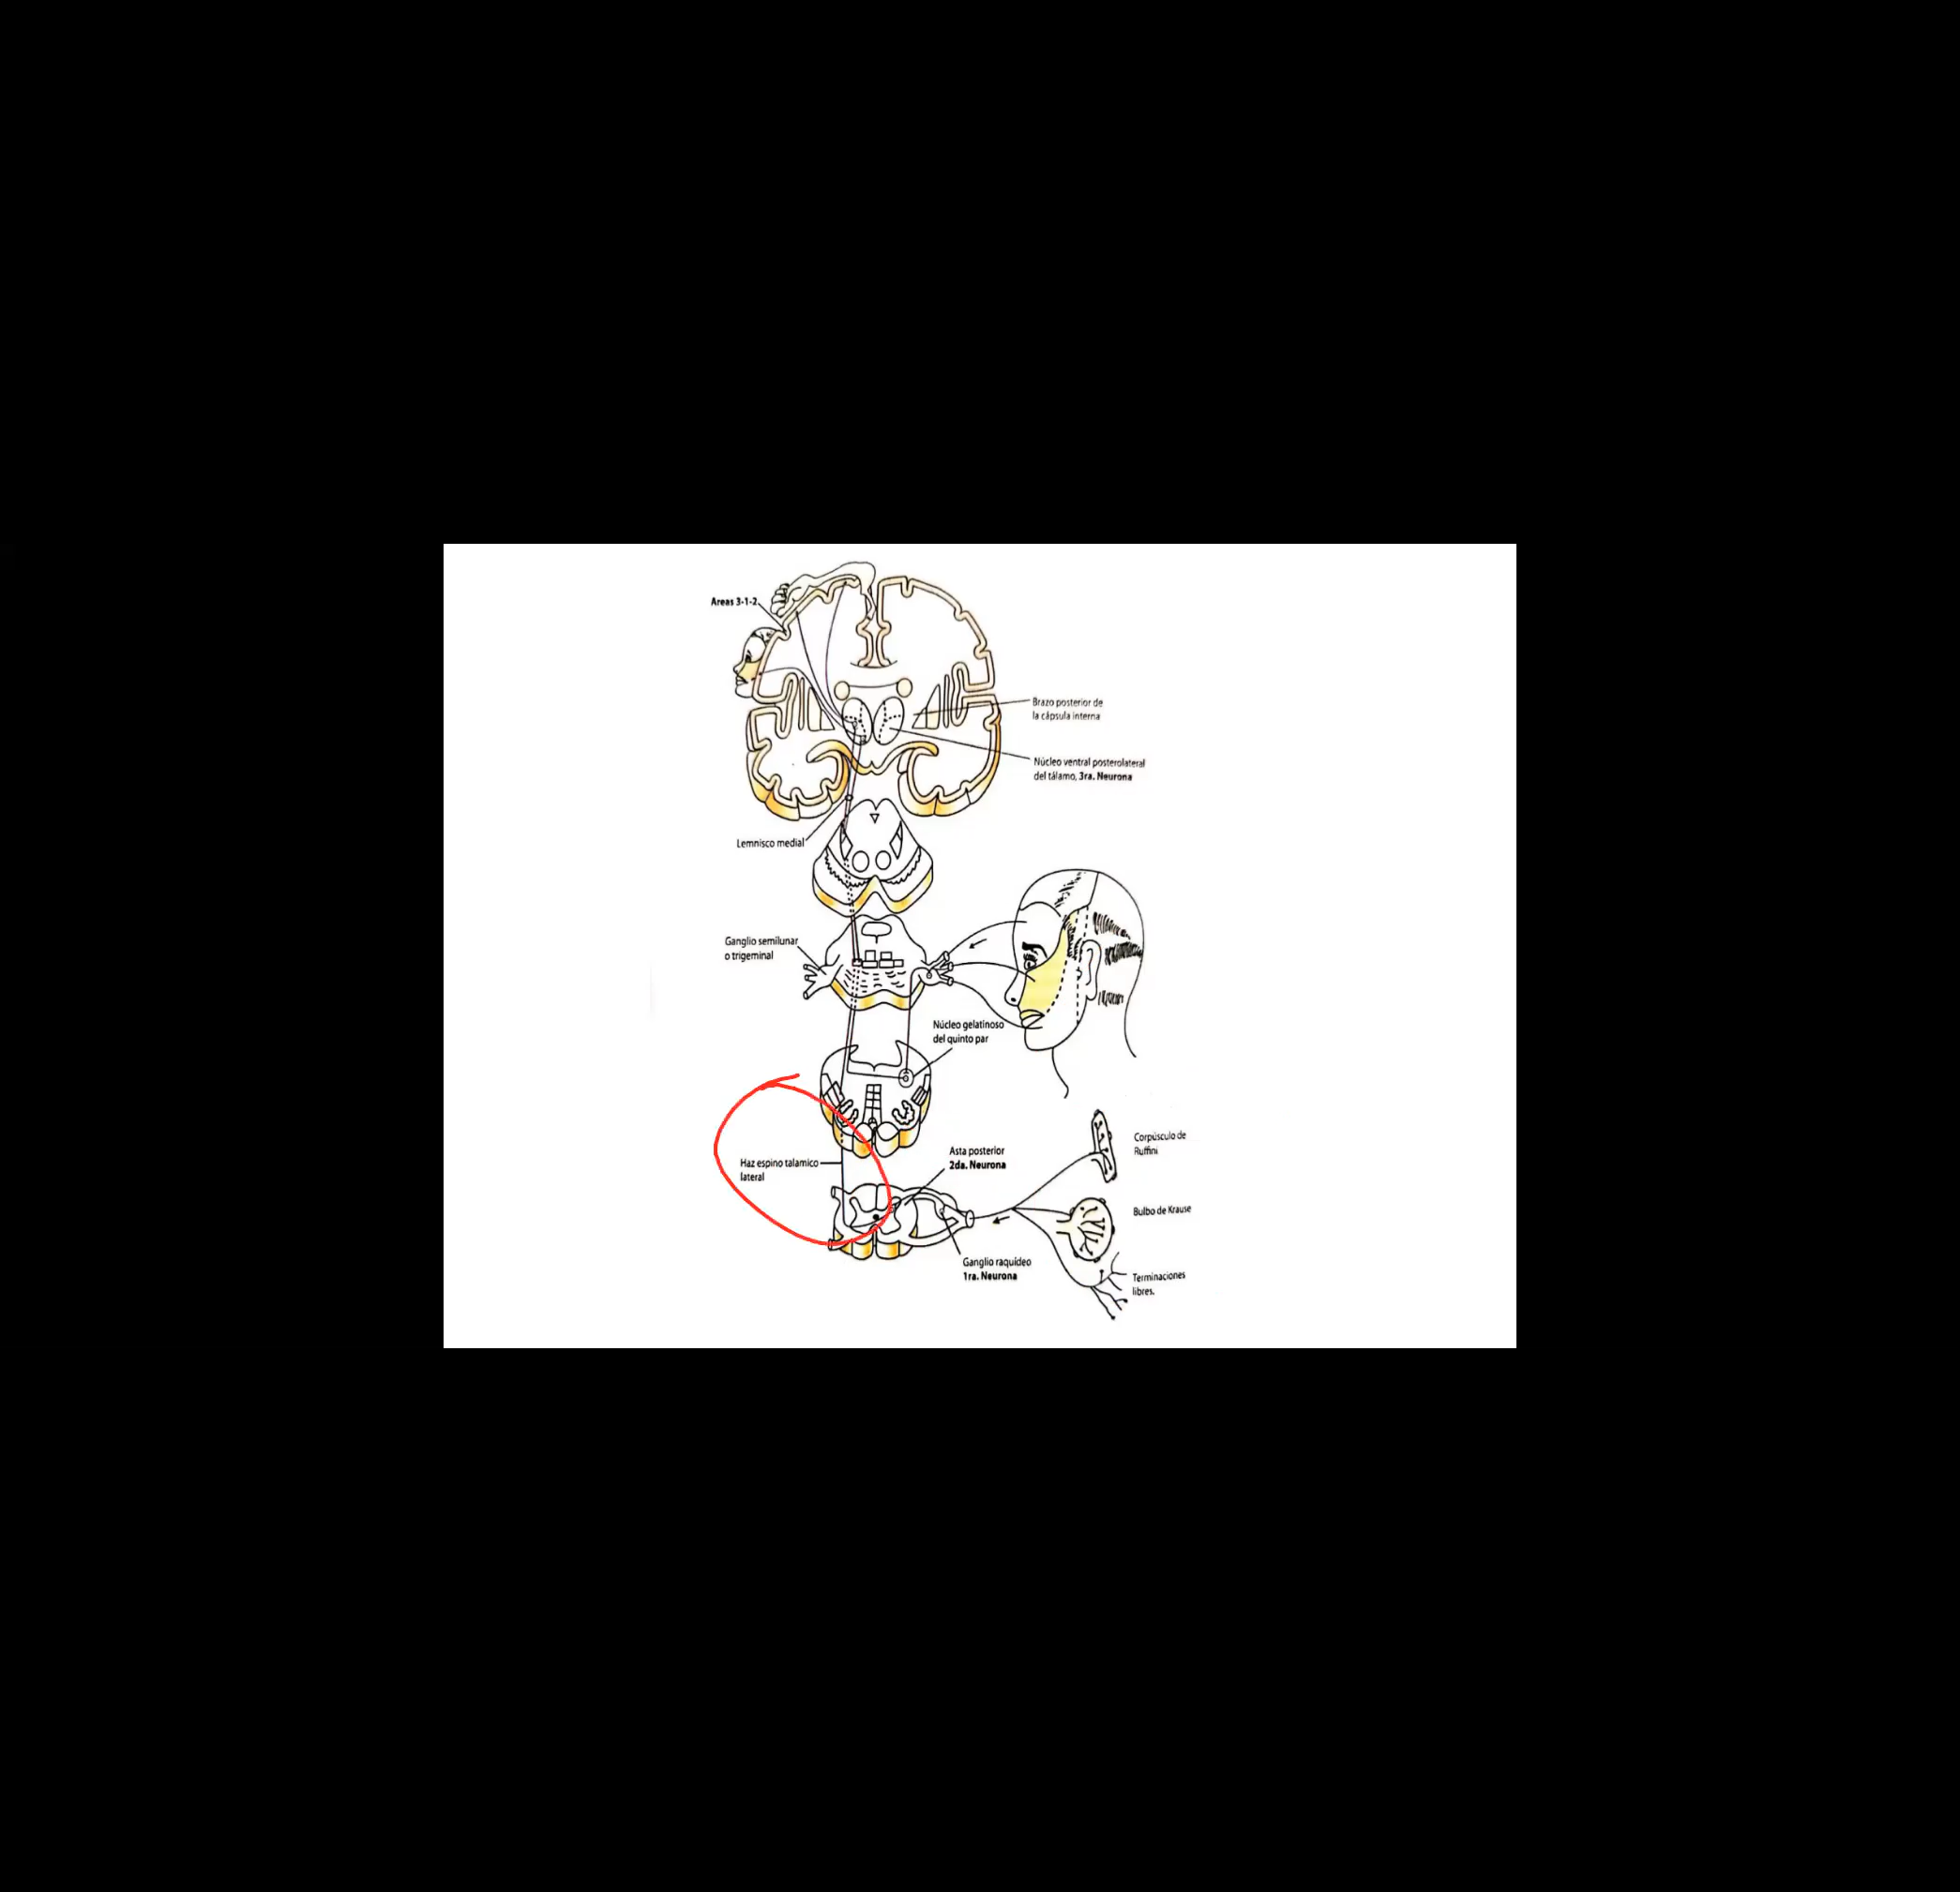 Areas 3-1-2
Brazo posterior de
la cápsula interna
Núcleo ventral posterolateral
del tálamo, 3ra. Neurona
Lemnisco medial
Ganglio semilunar
o trigeminal
Núcleo gelatinoso
del quinto par
Haz espino talamico
lateral
Asta posterior
2da. Neurona
Corpúsculo de
Ruffini
Bulbo de Krause
Ganglio raquídeo
1ra. Neurona
Terminaciones
libres.